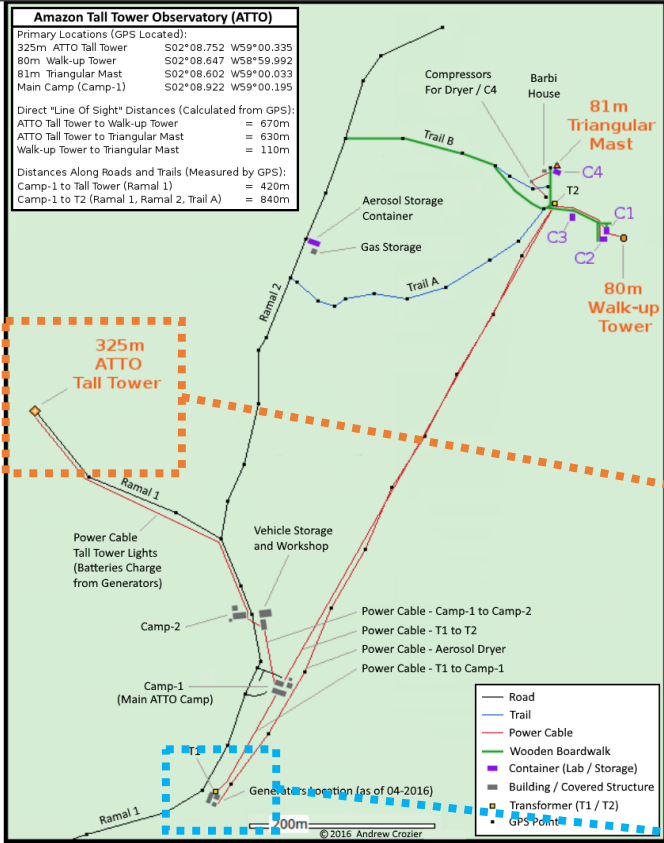 Amazon Tall Tower Observatory (ATTO)
Primary Locations (GPS Located):
325m ATTO Tall Tower S02°08.752 W59°00.335
80m Walk-up Tower S02°08.647 W58°59.992
81m Triangular Mast S02°08.602 W59°00.033
Main Camp (Camp-1) S02°08.922 W59°00.195
Direct "Line Of Sight" Distances (Calculated from GPS):
ATTO Tall Tower to Walk-up Tower = 670m
ATTO Tall Tower to Triangular Mast = 630m
Walk-up Tower to Triangular Mast = 110m
Distances Along Roads and Trails (Measured by GPS):
Camp-1 to Tall Tower (Ramal 1) = 420m
Camp-1 to T2 (Ramal 1, Ramal 2, Trail A) = 840m
Compressors
For Dryer / C4
Barbi
House
81m
Triangular
Mast
Trail B
C4
T2
Aerosol Storage
Container
Gas Storage
C1
C3
C2
80m
Walk-up
Tower
Trail A
Ramal 2
325m
ATTO
Tall Tower
Ramal 1
Power Cable
Tall Tower Lights
(Batteries Charge
from Generators)
Vehicle Storage
and Workshop
Camp-2
Power Cable - Camp-1 to Camp-2
Power Cable - T1 to T2
Power Cable - Aerosol Dryer
Power Cable - T1 to Camp-1
Camp-1
(Main ATTO Camp)
T1
Generators Location (as of 04-2016)
Ramal 1
200m
© 2016 Andrew Crozier
Road
Trail
Power Cable
Wooden Boardwalk
Container (Lab / Storage)
Building / Covered Structure
Transformer (T1 / T2)
GPS Point